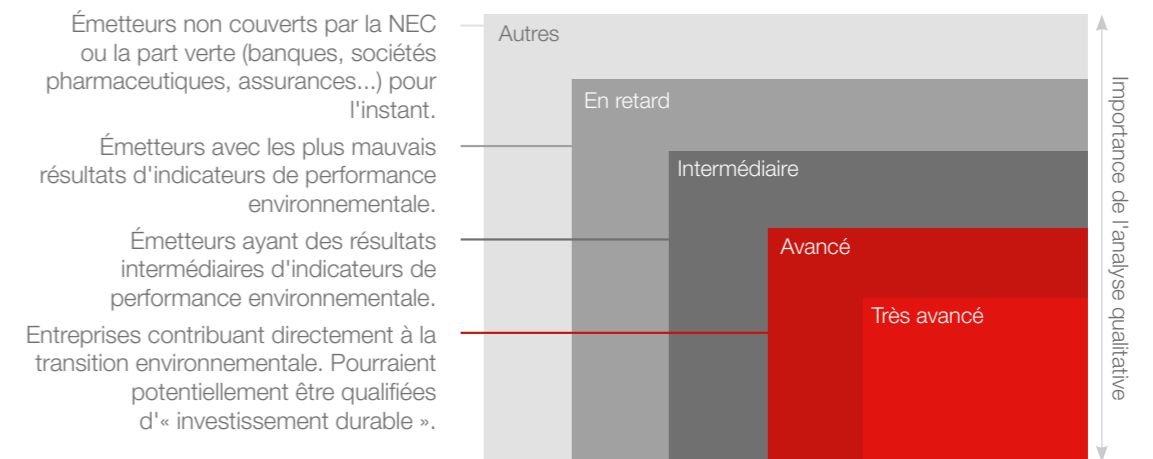 Émetteurs non couverts par la NEC
ou la part verte (banques, sociétés
pharmaceutiques, assurances...) pour
l'instant.
Émetteurs avec les plus mauvais
résultats d'indicateurs de performance
environnementale.
Émetteurs ayant des résultats
intermédiaires d'indicateurs de
performance environnementale.
Entreprises contribuant directement à la
transition environnementale. Pourraient
potentiellement être qualifiées
d'« investissement durable ».
Autres
En retard
Intermédiaire
Avancé
Très avancé
Importance de l'analyse qualitative